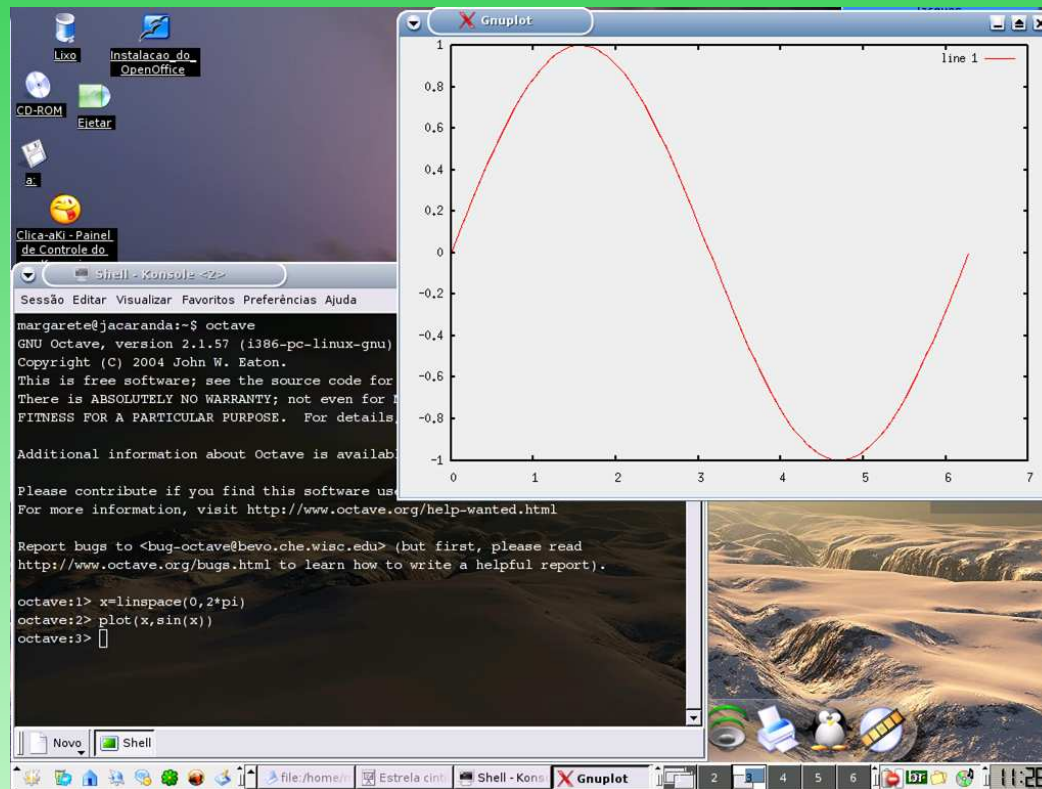 Lixo
Instalacao_do_
OpenOffice
CD-ROM
Ejetar
a:
Clica-aKi - Painel
de Controle do
Gnuplot
line 1
1
0.8
0.6
0.4
0.2
0
-0.2
-0.4
-0.6
-0.8
-1
0 1 2 3 4 5 6 7
Shell - Konsole <2>
Sessão Editar Visualizar Favoritos Preferências Ajuda
margarete@jacaranda:~$ octave
GNU Octave, version 2.1.57 (i386-pc-linux-gnu)
Copyright (C) 2004 John W. Eaton.
This is free software; see the source code for
There is ABSOLUTELY NO WARRANTY; not even for
FITNESS FOR A PARTICULAR PURPOSE. For details,
Additional information about Octave is availab
Please contribute if you find this software us
For more information, visit http://www.octave.org/help-wanted.html
Report bugs to <bug-octave@bevo.che.wisc.edu> (but first, please read
http://www.octave.org/bugs.html to learn how to write a helpful report).
octave:1> x=linspace(0,2*pi)
octave:2> plot(x,sin(x))
octave:3>
Novo Shell
file:/home/ Estrela cint Shell - Kons Gnuplot 2 3 4 5 6 br 11:26